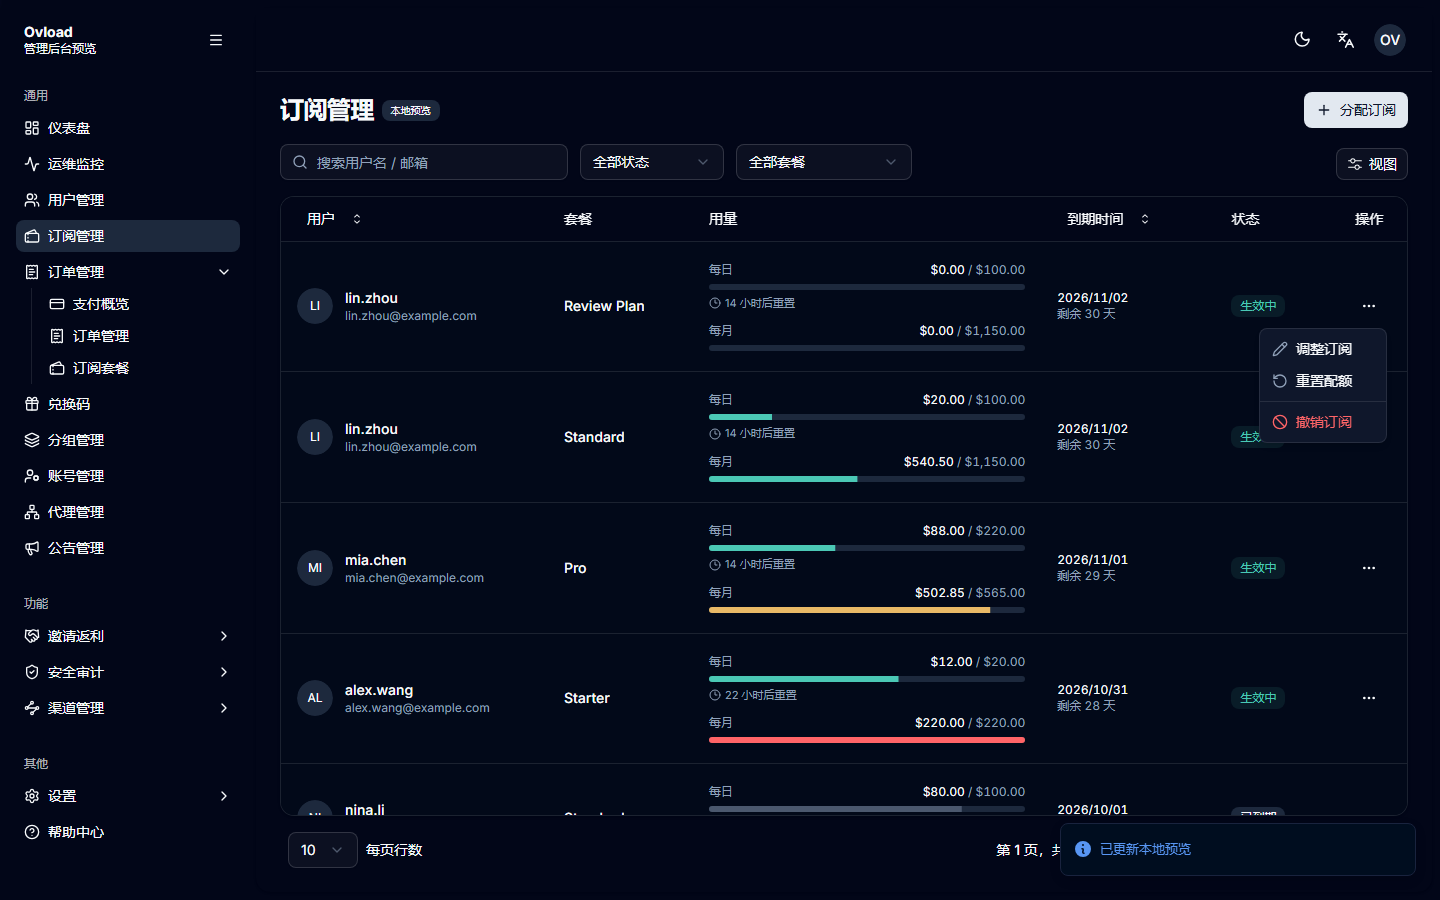 Ovload
管理后台预览
OV
通用
仪表盘
运维监控
用户管理
订阅管理
订单管理
支付概览
订单管理
订阅套餐
兑换码
分组管理
账号管理
代理管理
公告管理
功能
邀请返利
安全审计
渠道管理
其他
设置
帮助中心
订阅管理
本地预览
分配订阅
搜索用户名 / 邮箱
全部状态
全部套餐
视图
用户 套餐 用量 到期时间 状态 操作
LI
lin.zhou
lin.zhou@example.com
Review Plan
每日 $0.00 / $100.00
14 小时后重置
每月 $0.00 / $1,150.00
2026/11/02
剩余 30 天
生效中
调整订阅
重置配额
撤销订阅
LI
lin.zhou
lin.zhou@example.com
Standard
每日 $20.00 / $100.00
14 小时后重置
每月 $540.50 / $1,150.00
2026/11/02
剩余 30 天
生效
MI
mia.chen
mia.chen@example.com
Pro
每日 $88.00 / $220.00
14 小时后重置
每月 $502.85 / $565.00
2026/11/01
剩余 29 天
生效中
AL
alex.wang
alex.wang@example.com
Starter
每日 $12.00 / $20.00
22 小时后重置
每月 $220.00 / $220.00
2026/10/31
剩余 28 天
生效中
nina.li
每日 $80.00 / $100.00
2026/10/01
10
每页行数
第 1 页，共
已更新本地预览